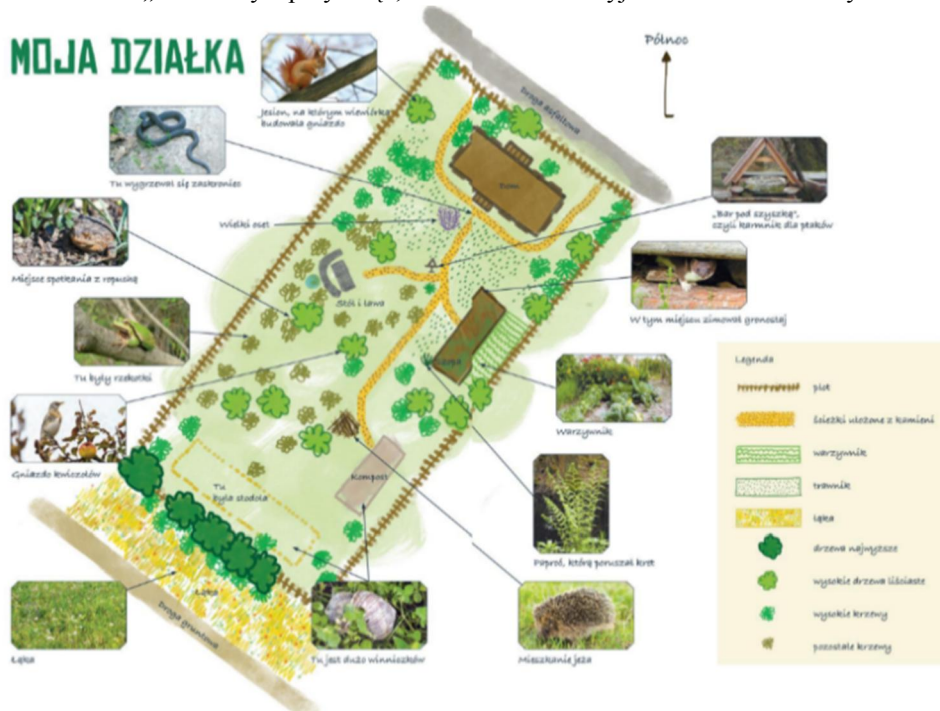 MOJA DZIAŁKA
Północ
Droga asfaltowa
Jesion, na którym wiewiórka
budowała gniazdo
Dom
Tu wygrzewał się zaskroniec
„Bar pod szyszką”,
czyli karmnik dla ptaków
Wielki oset
Miejsce spotkania z ropuchą
Stół i ława
W tym miejscu zimował gronostaj
Tu były rzekotki
Szopa
Legenda
płot
ścieżki ułożone z kamieni
warzywnik
trawnik
łąka
drzewa najwyższe
wysokie drzewa liściaste
wysokie krzewy
pozostałe krzewy
Warzywnik
Gniazdo kwiczołów
Kompost
Tu
była stodoła
Paproć, którą poruszał kret
Łąka
Droga gruntowa
Łąka
Tu jest dużo winniczków
Mieszkanie jeża